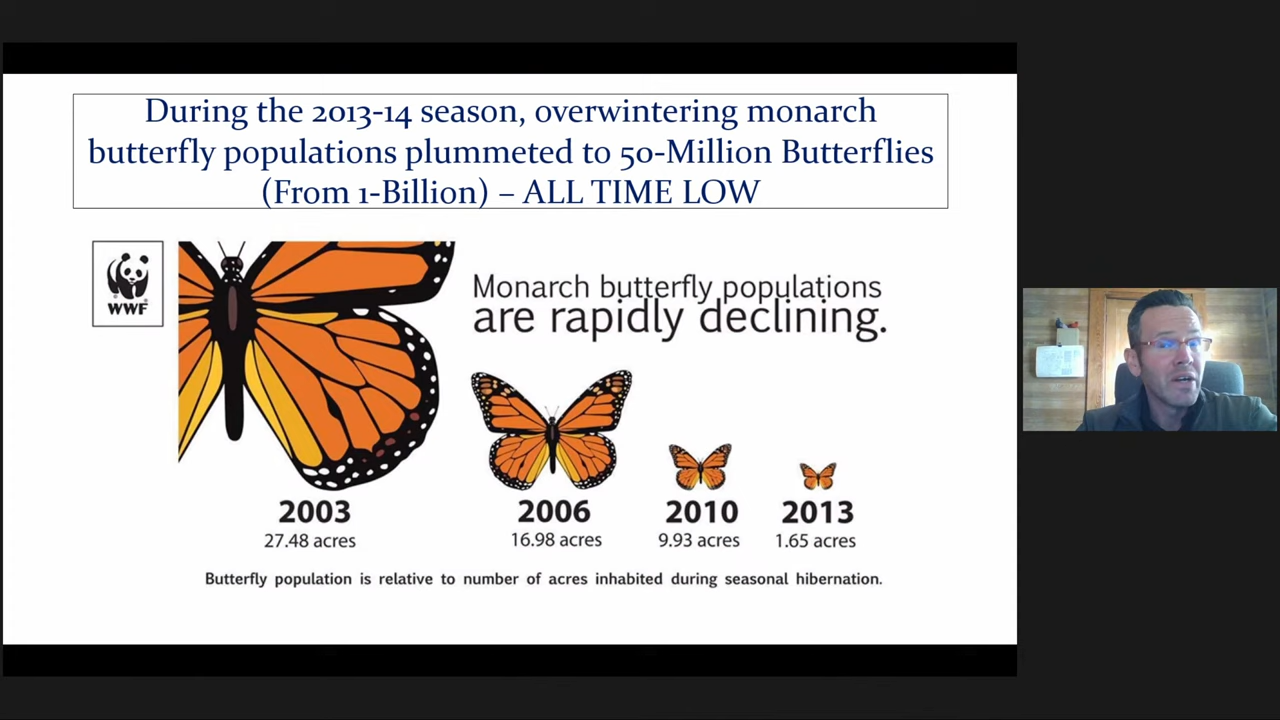 During the 2013-14 season, overwintering monarch
butterfly populations plummeted to 50-Million Butterflies
(From 1-Billion) – ALL TIME LOW
WWF
Monarch butterfly populations
are rapidly declining.
2003
2006
2010
2013
27.48 acres
16.98 acres
9.93 acres
1.65 acres
Butterfly population is relative to number of acres inhabited during seasonal hibernation.